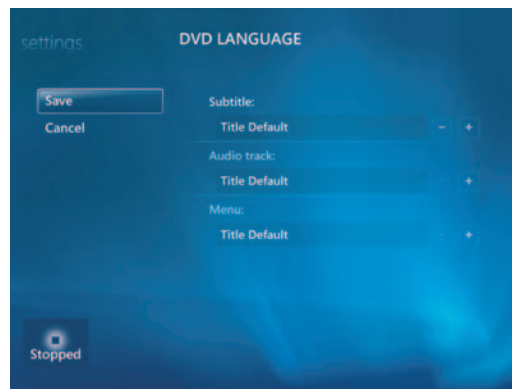 settings
DVD LANGUAGE
Save
Cancel
Subtitle:
Title Default
- +
Audio track:
Title Default
- +
Menu:
Title Default
- +
Stopped